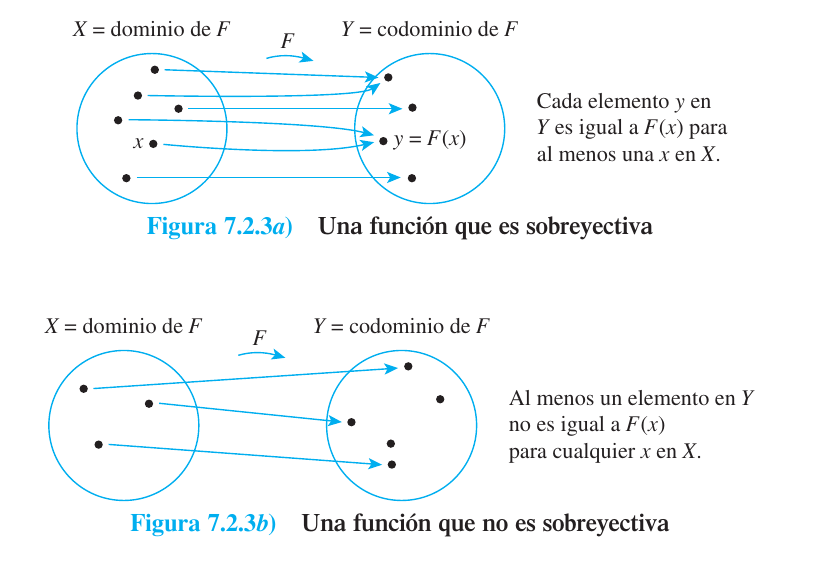 X = dominio de F
F
Y = codominio de F
Cada elemento y en
Y es igual a F(x) para
al menos una x en X.
x
y = F(x)
Figura 7.2.3a) Una función que es sobreyectiva
X = dominio de F
F
Y = codominio de F
Al menos un elemento en Y
no es igual a F(x)
para cualquier x en X.
Figura 7.2.3b) Una función que no es sobreyectiva